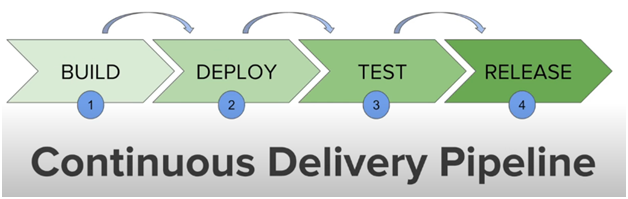 BUILD DEPLOY TEST RELEASE
1 2 3 4
Continuous Delivery Pipeline